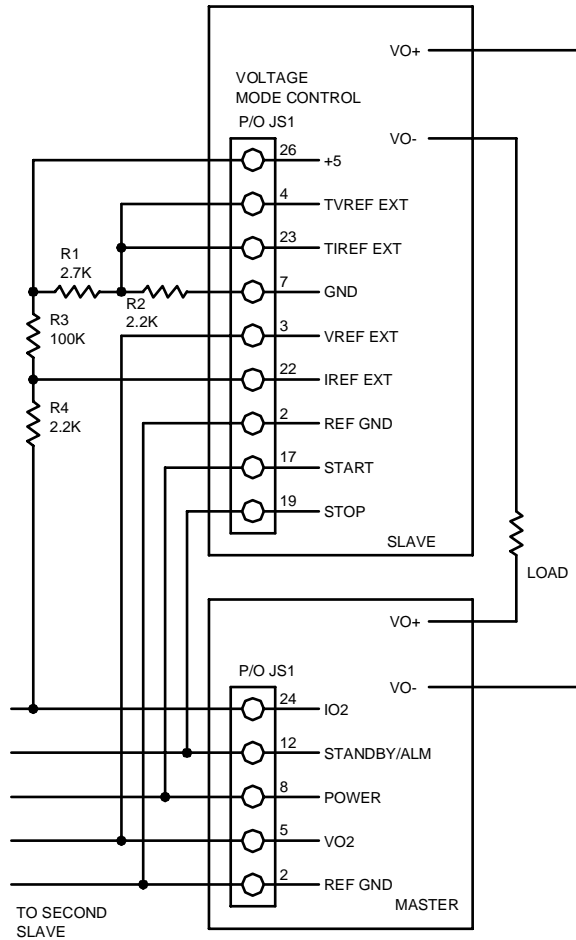 VO+
VOLTAGE
MODE CONTROL
P/O JS1
VO-
26
+5
4
TVREF EXT
23
TIREF EXT
R1
2.7K
7
GND
R2
2.2K
R3
100K
3
VREF EXT
22
IREF EXT
R4
2.2K
2
REF GND
17
START
19
STOP
SLAVE
LOAD
VO+
P/O JS1
VO-
24
IO2
12
STANDBY/ALM
8
POWER
5
VO2
2
REF GND
MASTER
TO SECOND
SLAVE